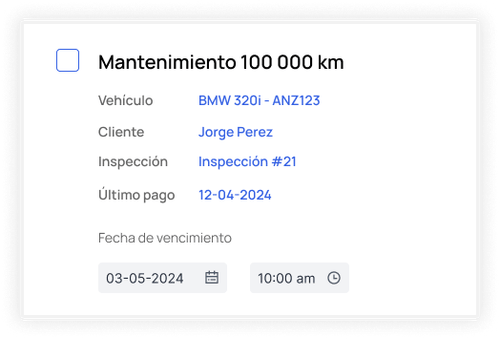 Mantenimiento 100 000 km
Vehículo BMW 320i - ANZ123
Cliente Jorge Perez
Inspección Inspección #21
Último pago 12-04-2024
Fecha de vencimiento
03-05-2024 10:00 am